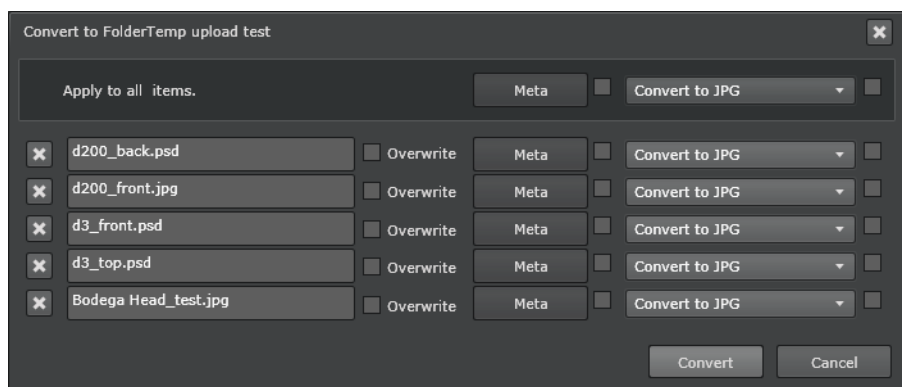 Convert to FolderTemp upload test
Apply to all items. Meta Convert to JPG
d200_back.psd Overwrite Meta Convert to JPG
d200_front.jpg Overwrite Meta Convert to JPG
d3_front.psd Overwrite Meta Convert to JPG
d3_top.psd Overwrite Meta Convert to JPG
Bodega Head_test.jpg Overwrite Meta Convert to JPG
Convert Cancel